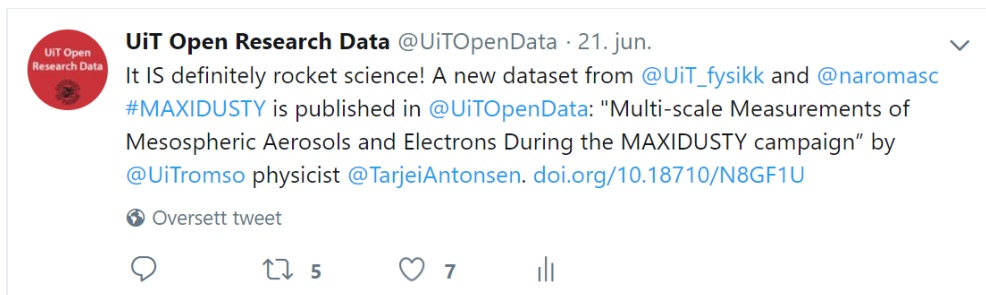 UiT Open
Research Data
UiT Open Research Data @UiTOpenData · 21. jun.
It IS definitely rocket science! A new dataset from @UiT_fysikk and @naromasc
#MAXIDUSTY is published in @UiTOpenData: "Multi-scale Measurements of
Mesospheric Aerosols and Electrons During the MAXIDUSTY campaign” by
@UiTromso physicist @TarjeiAntonsen. doi.org/10.18710/N8GF1U
Oversett tweet
5 7